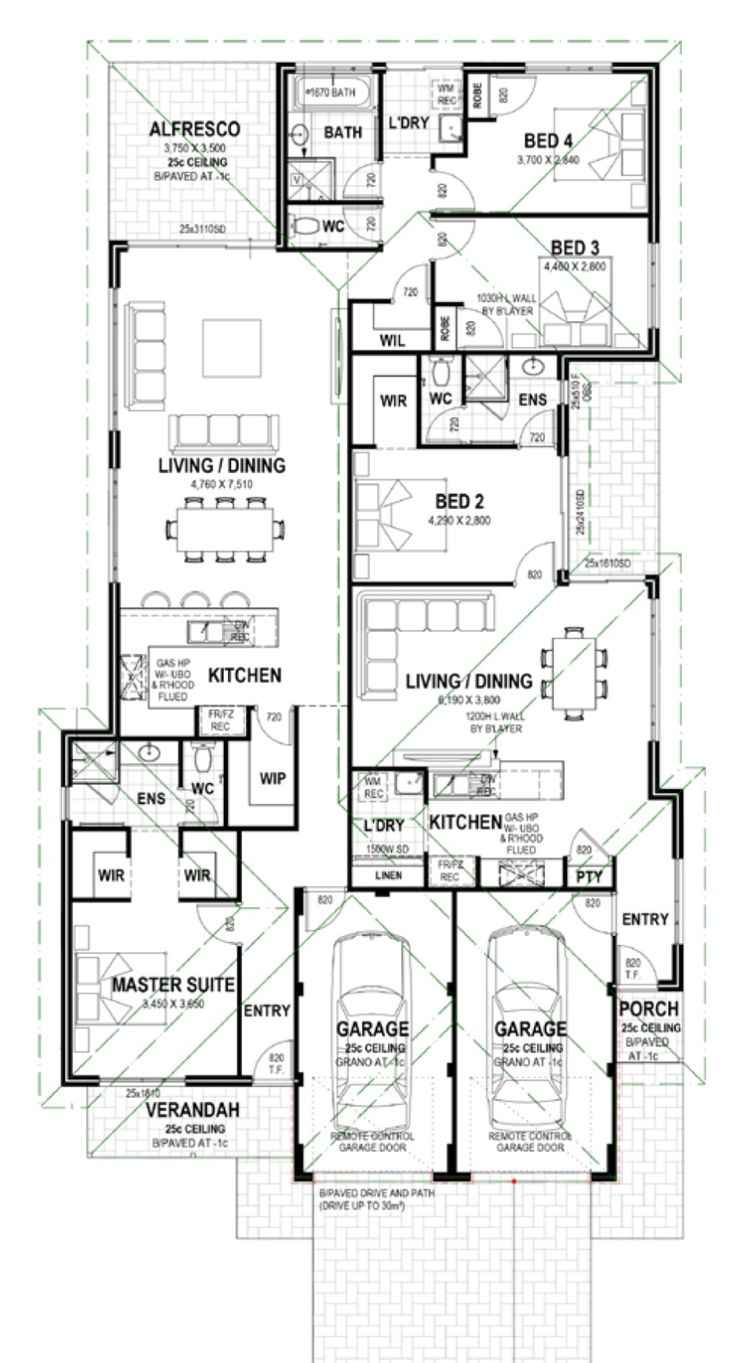 ⌀1670 BATH
BATH
WM
REC
L'DRY
ROBE
820
BED 4
3,700 X 2,840
ALFRESCO
3,750 X 3,500
25c CEILING
B/PAVED AT -1c
V
720
820
25x3110SD
WC
720
820
BED 3
4,460 X 2,800
720
1030H L WALL
BY B'LAYER
WIL
ROBE
820
WIR
WC
720
ENS
720
25x510 F
OBS
LIVING / DINING
4,760 X 7,510
BED 2
4,290 X 2,800
25x2410SD
820
25x1610SD
DW
REC
GAS HP
W/- UBO
& R'HOOD
FLUED
KITCHEN
LIVING / DINING
6,190 X 3,800
1200H L WALL
BY B'LAYER
FR/FZ
REC
720
WIP
ENS
WC
720
WM
REC
DW
REC
L'DRY
1500W SD
KITCHEN
GAS HP
W/- UBO
& R'HOOD
FLUED
820
LINEN
FR/FZ
REC
PTY
WIR
WIR
820
820
820
ENTRY
820
T.F.
MASTER SUITE
3,450 X 3,650
ENTRY
820
T.F.
GARAGE
25c CEILING
GRANO AT -1c
GARAGE
25c CEILING
GRANO AT -1c
PORCH
25c CEILING
B/PAVED
AT -1c
25x1810
VERANDAH
25c CEILING
B/PAVED AT -1c
REMOTE CONTROL
GARAGE DOOR
REMOTE CONTROL
GARAGE DOOR
B/PAVED DRIVE AND PATH
(DRIVE UP TO 30m²)